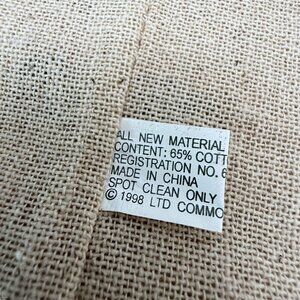 ALL NEW MATERIAL
CONTENT: 65% COTT
REGISTRATION NO. 6
MADE IN CHINA
SPOT CLEAN ONLY
© 1998 LTD COMMO